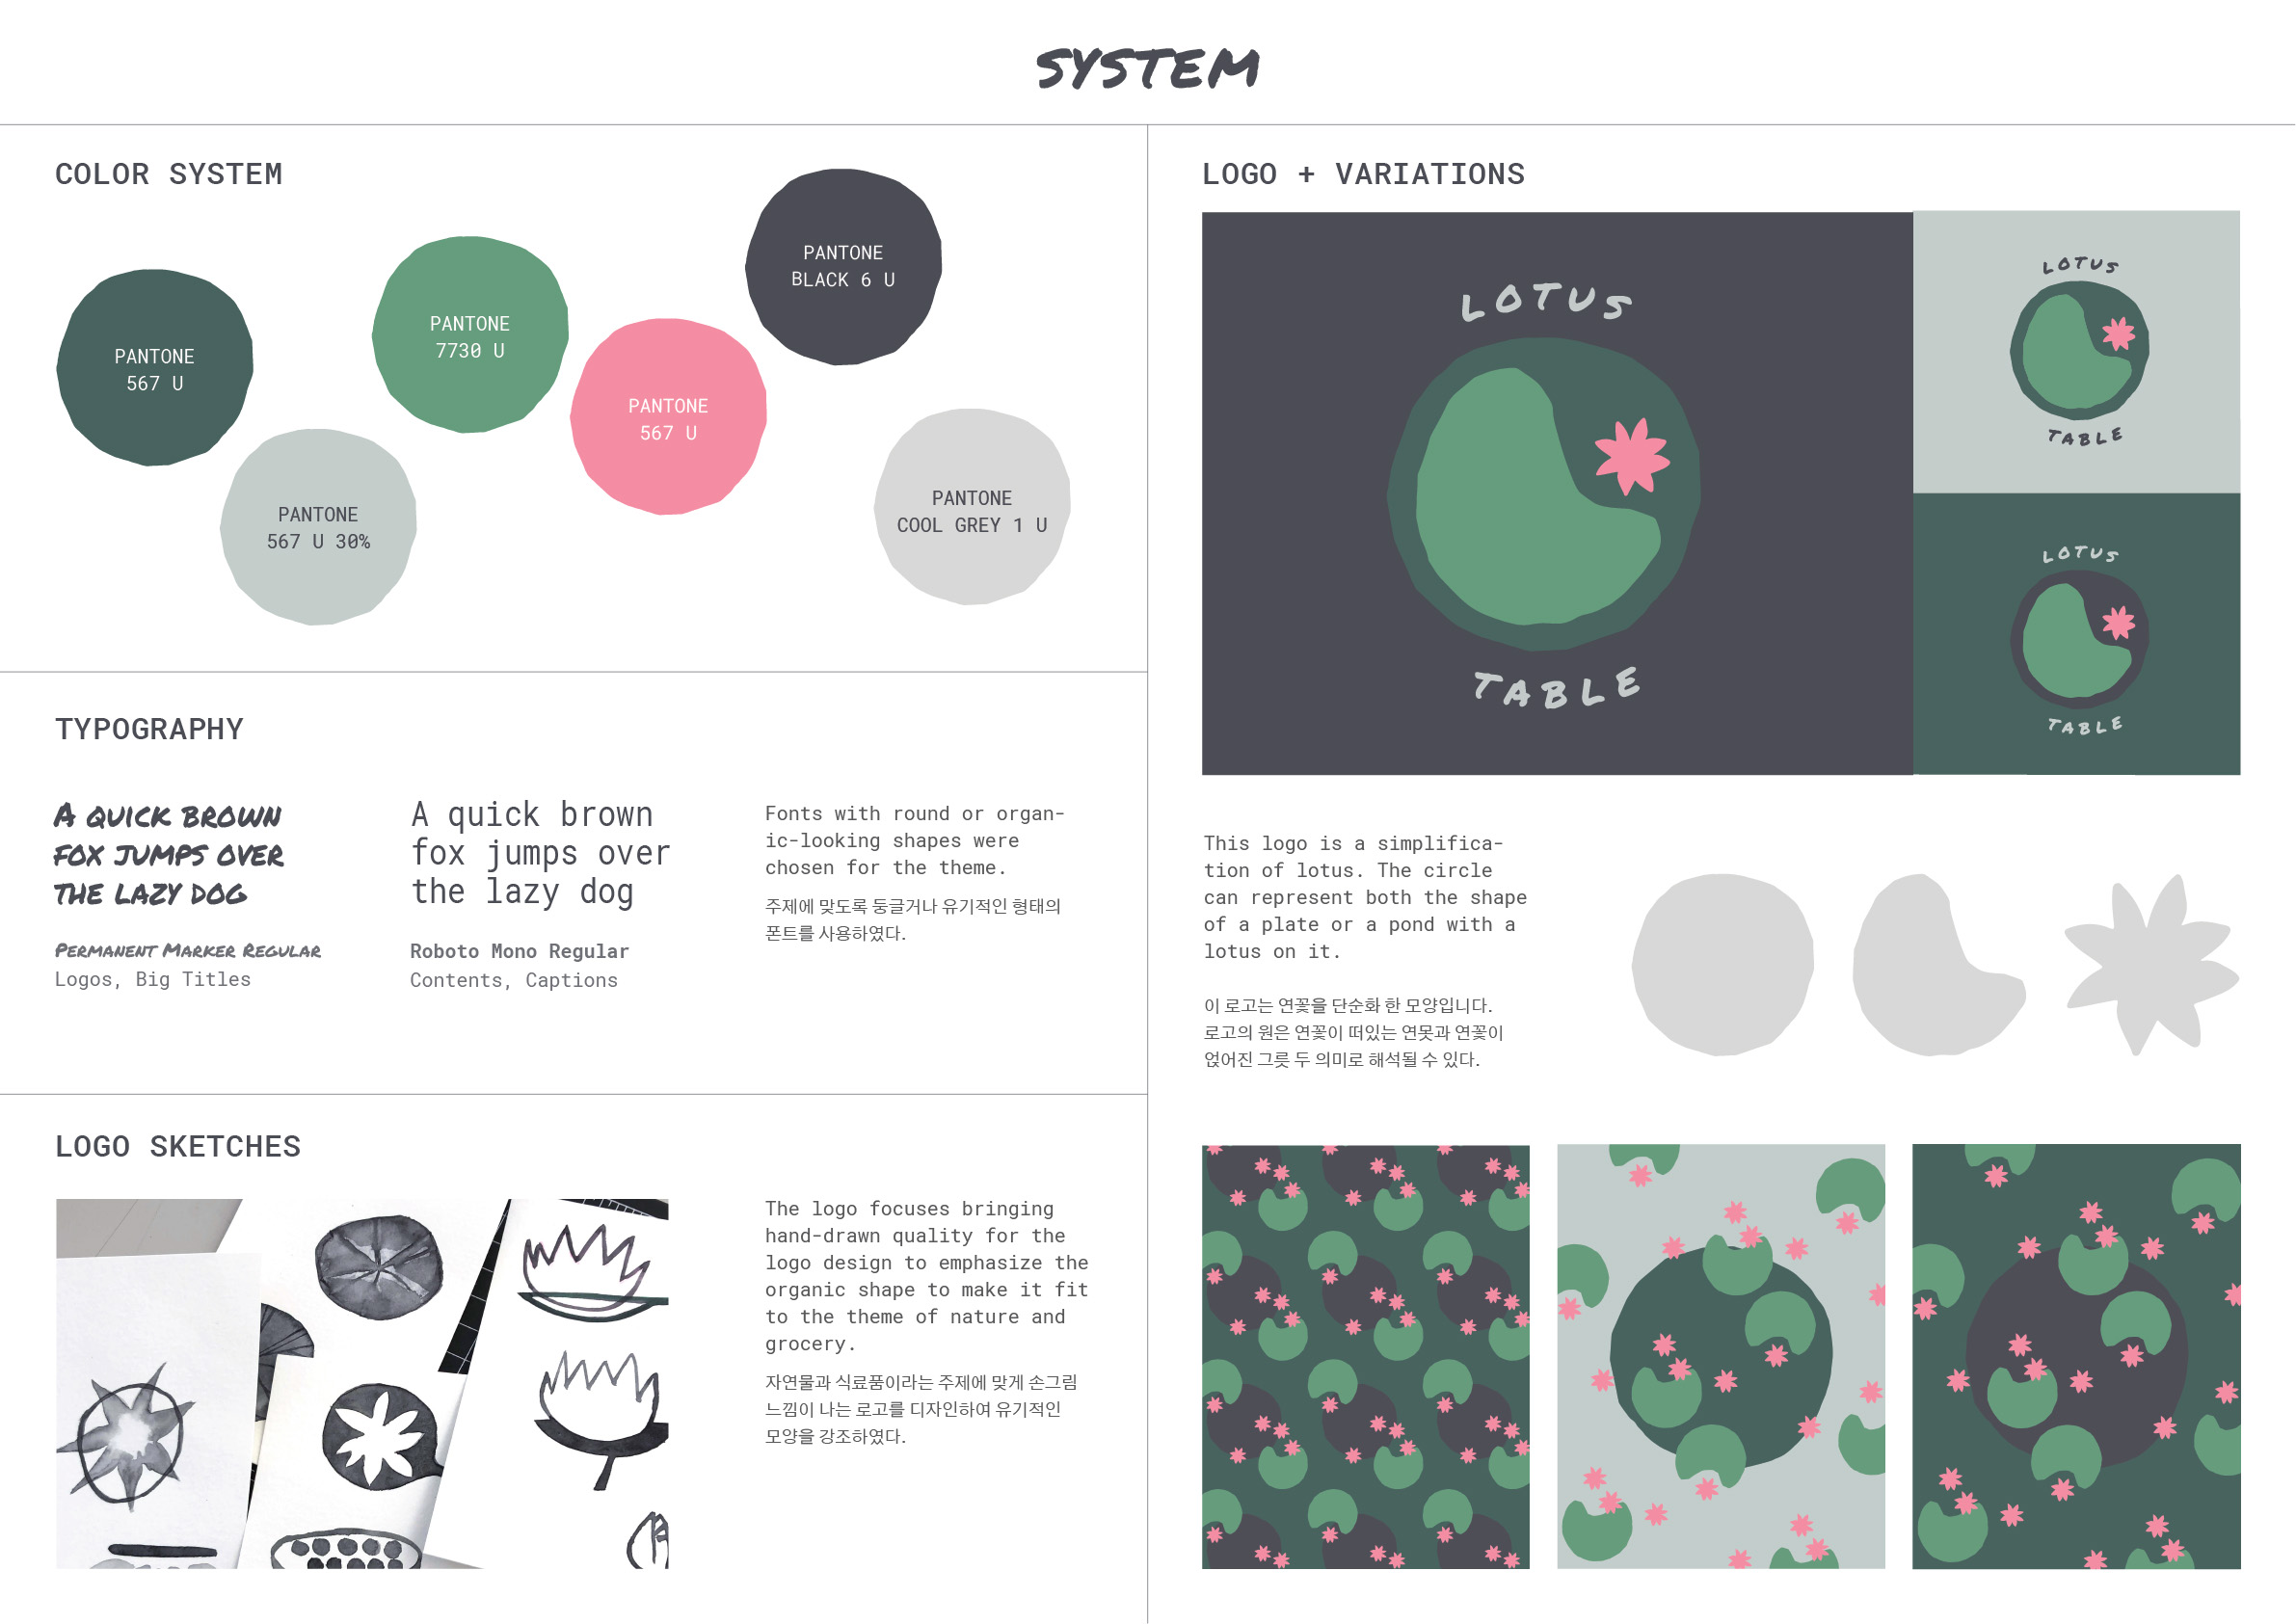 SYSTEM
COLOR SYSTEM
PANTONE
567 U
PANTONE
567 U 30%
PANTONE
7730 U
PANTONE
567 U
PANTONE
BLACK 6 U
PANTONE
COOL GREY 1 U
TYPOGRAPHY
A QUICK BROWN
FOX JUMPS OVER
THE LAZY DOG
PERMANENT MARKER REGULAR
Logos, Big Titles
A quick brown
fox jumps over
the lazy dog
Roboto Mono Regular
Contents, Captions
Fonts with round or organ-
ic-looking shapes were
chosen for the theme.
주제에 맞도록 둥글거나 유기적인 형태의
폰트를 사용하였다.
LOGO SKETCHES
The logo focuses bringing
hand-drawn quality for the
logo design to emphasize the
organic shape to make it fit
to the theme of nature and
grocery.
자연물과 식료품이라는 주제에 맞게 손그림
느낌이 나는 로고를 디자인하여 유기적인
모양을 강조하였다.
LOGO + VARIATIONS
LOTUS
TABLE
LOTUS
TABLE
LOTUS
TABLE
This logo is a simplifica-
tion of lotus. The circle
can represent both the shape
of a plate or a pond with a
lotus on it.
이 로고는 연꽃을 단순화 한 모양입니다.
로고의 원은 연꽃이 떠있는 연못과 연꽃이
얹어진 그릇 두 의미로 해석될 수 있다.